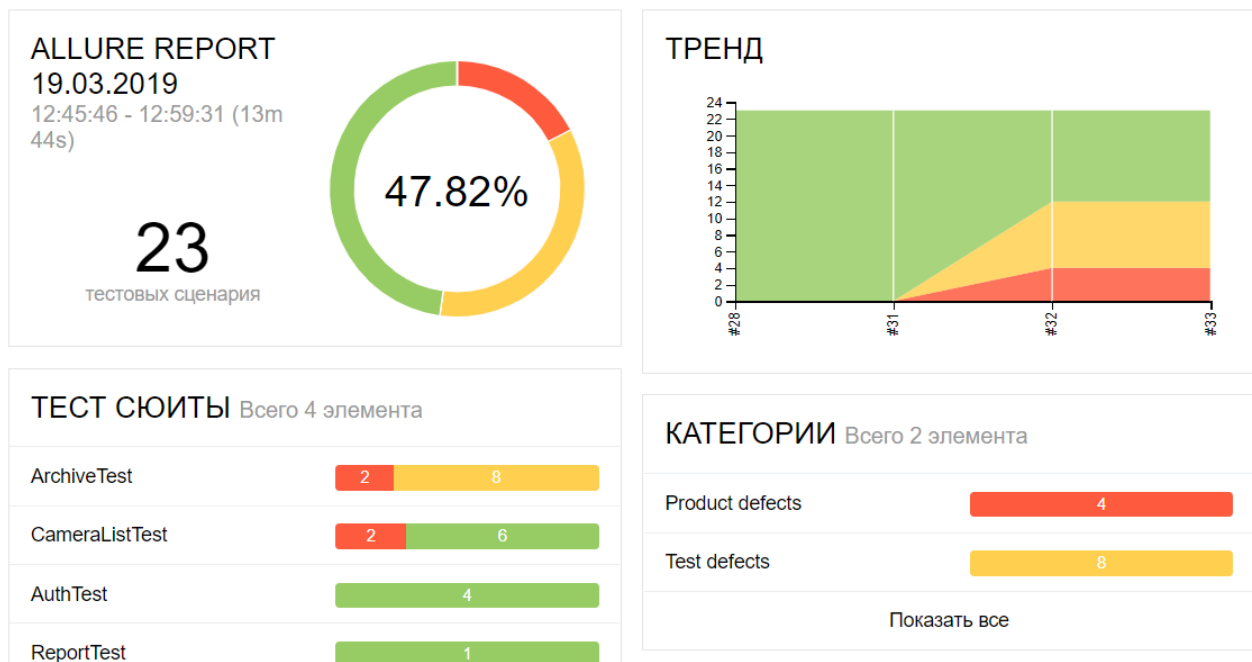 ALLURE REPORT
19.03.2019
12:45:46 - 12:59:31 (13m
44s)
23
тестовых сценария
47.82%
ТРЕНД
24
22
20
18
16
14
12
10
8
6
4
2
0
#28
#31
#32
#33
ТЕСТ СЮИТЫ Всего 4 элемента
ArchiveTest 2 8
CameraListTest 2 6
AuthTest 4
ReportTest 1
КАТЕГОРИИ Всего 2 элемента
Product defects 4
Test defects 8
Показать все